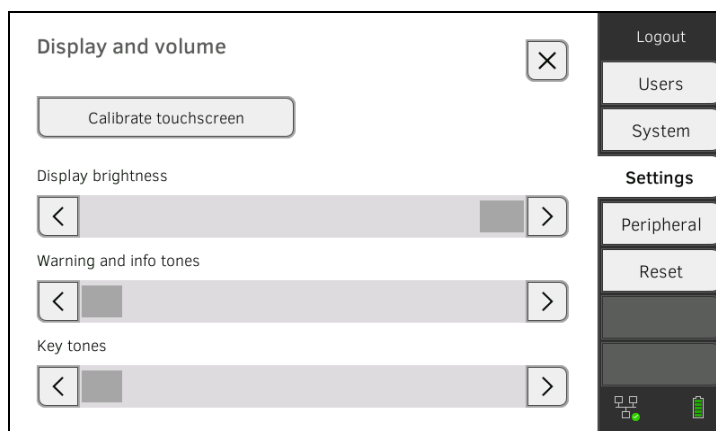 Display and volume
Calibrate touchscreen
Display brightness
Warning and info tones
Key tones
Logout
Users
System
Settings
Peripheral
Reset